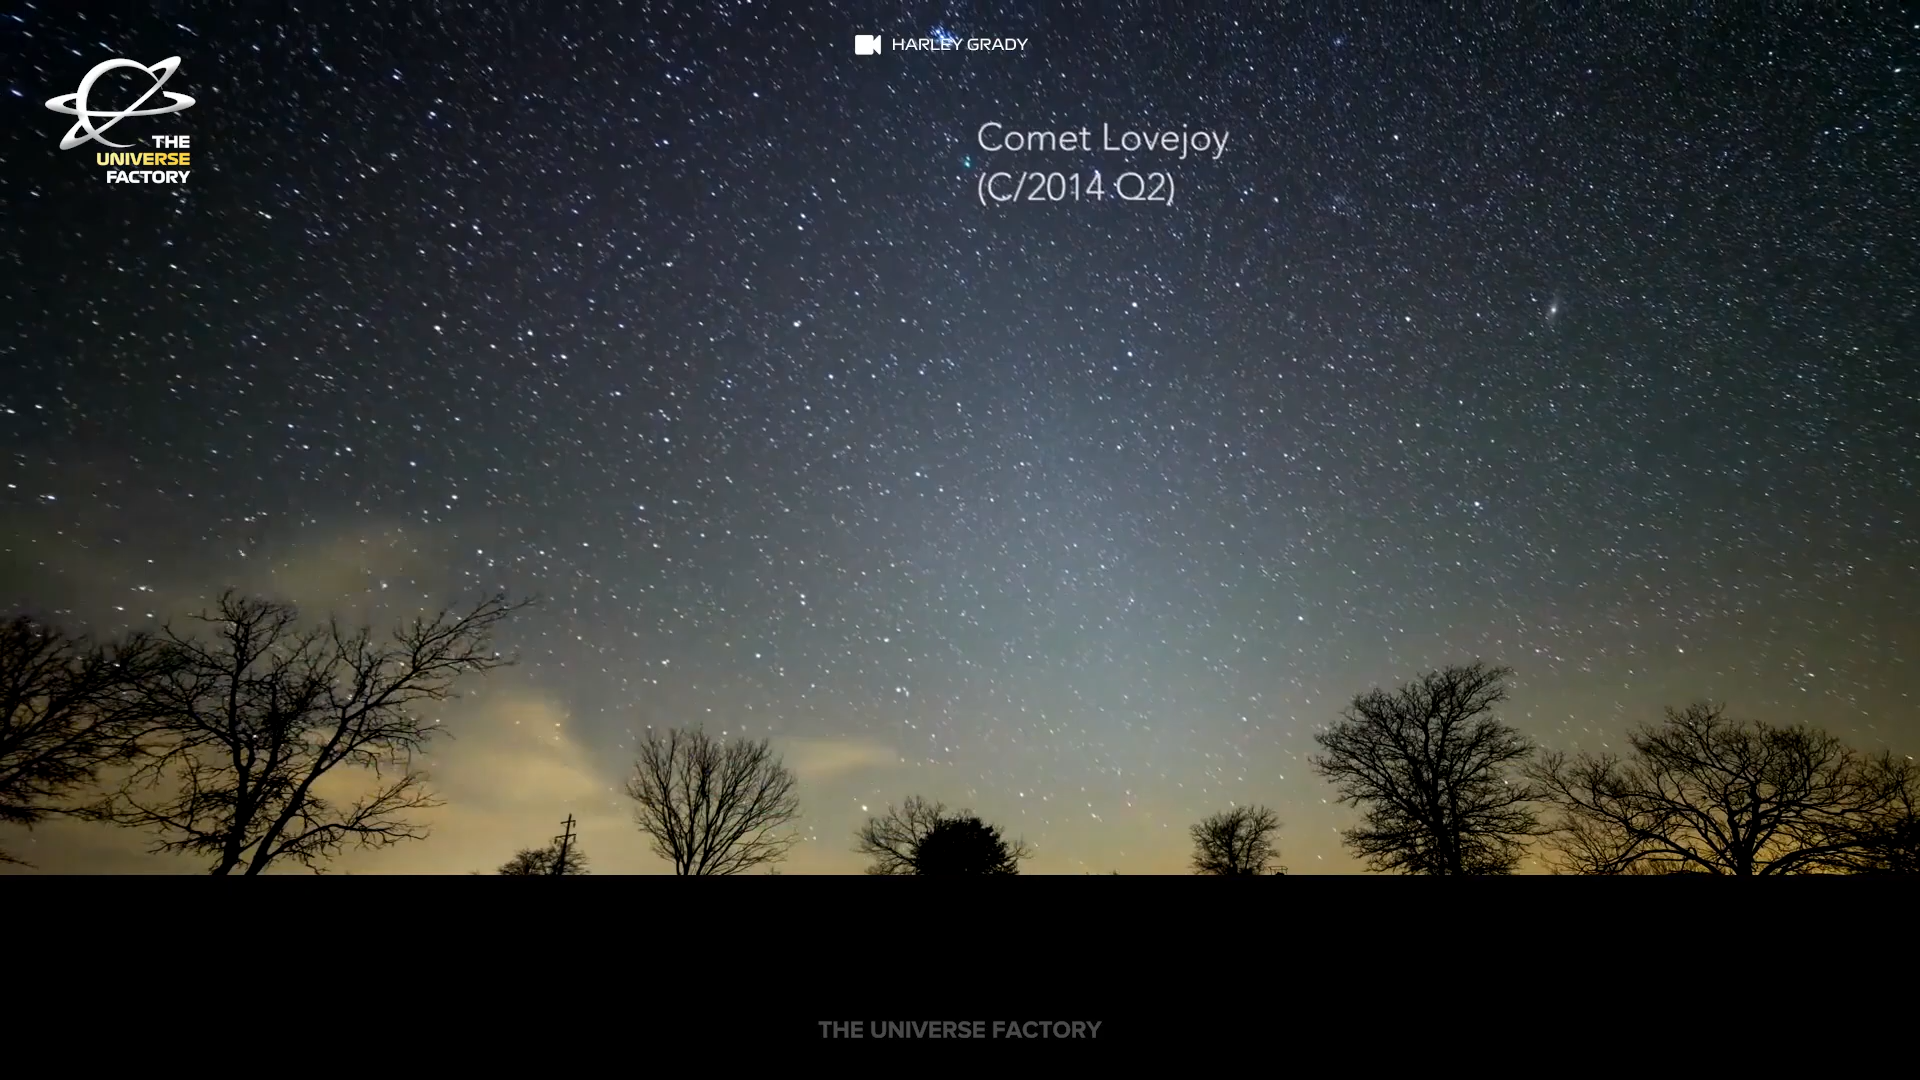 HARLEY GRADY
THE
UNIVERSE
FACTORY
Comet Lovejoy
(C/2014 Q2)
THE UNIVERSE FACTORY